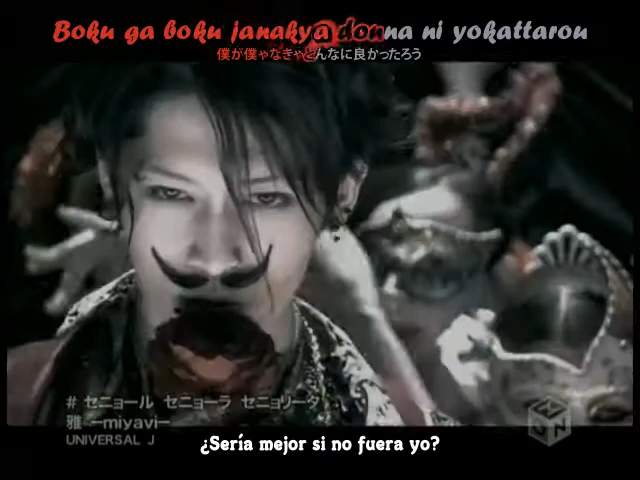 Boku ga boku janakya donna ni yokattarou
僕が僕ゃなきゃどんなに良かったろう
# セニョール セニョーラ セニョリータ
雅 −miyavi−
UNIVERSAL J
¿Sería mejor si no fuera yo?